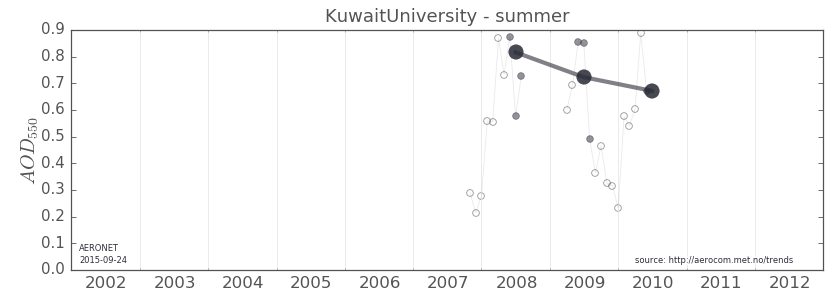 KuwaitUniversity - summer
0.9
0.8
0.7
0.6
0.5
0.4
0.3
0.2
0.1
0.0
AOD550
AERONET
2015-09-24
source: http://aerocom.met.no/trends
2002 2003 2004 2005 2006 2007 2008 2009 2010 2011 2012